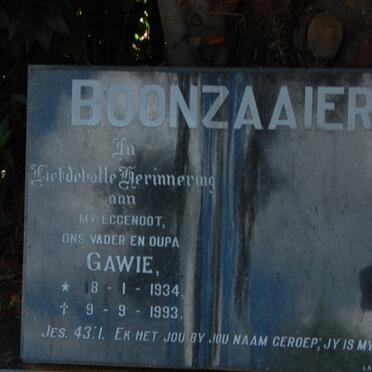 BOONZAAIER
In
Liefdevolle Herinnering
aan
MY EGGENOOT,
ONS VADER EN OUPA
GAWIE,
★ 8 - 1 - 1934,
† 9 - 9 - 1993.
JES. 43:1. EK HET JOU BY JOU NAAM GEROEP; JY IS MY